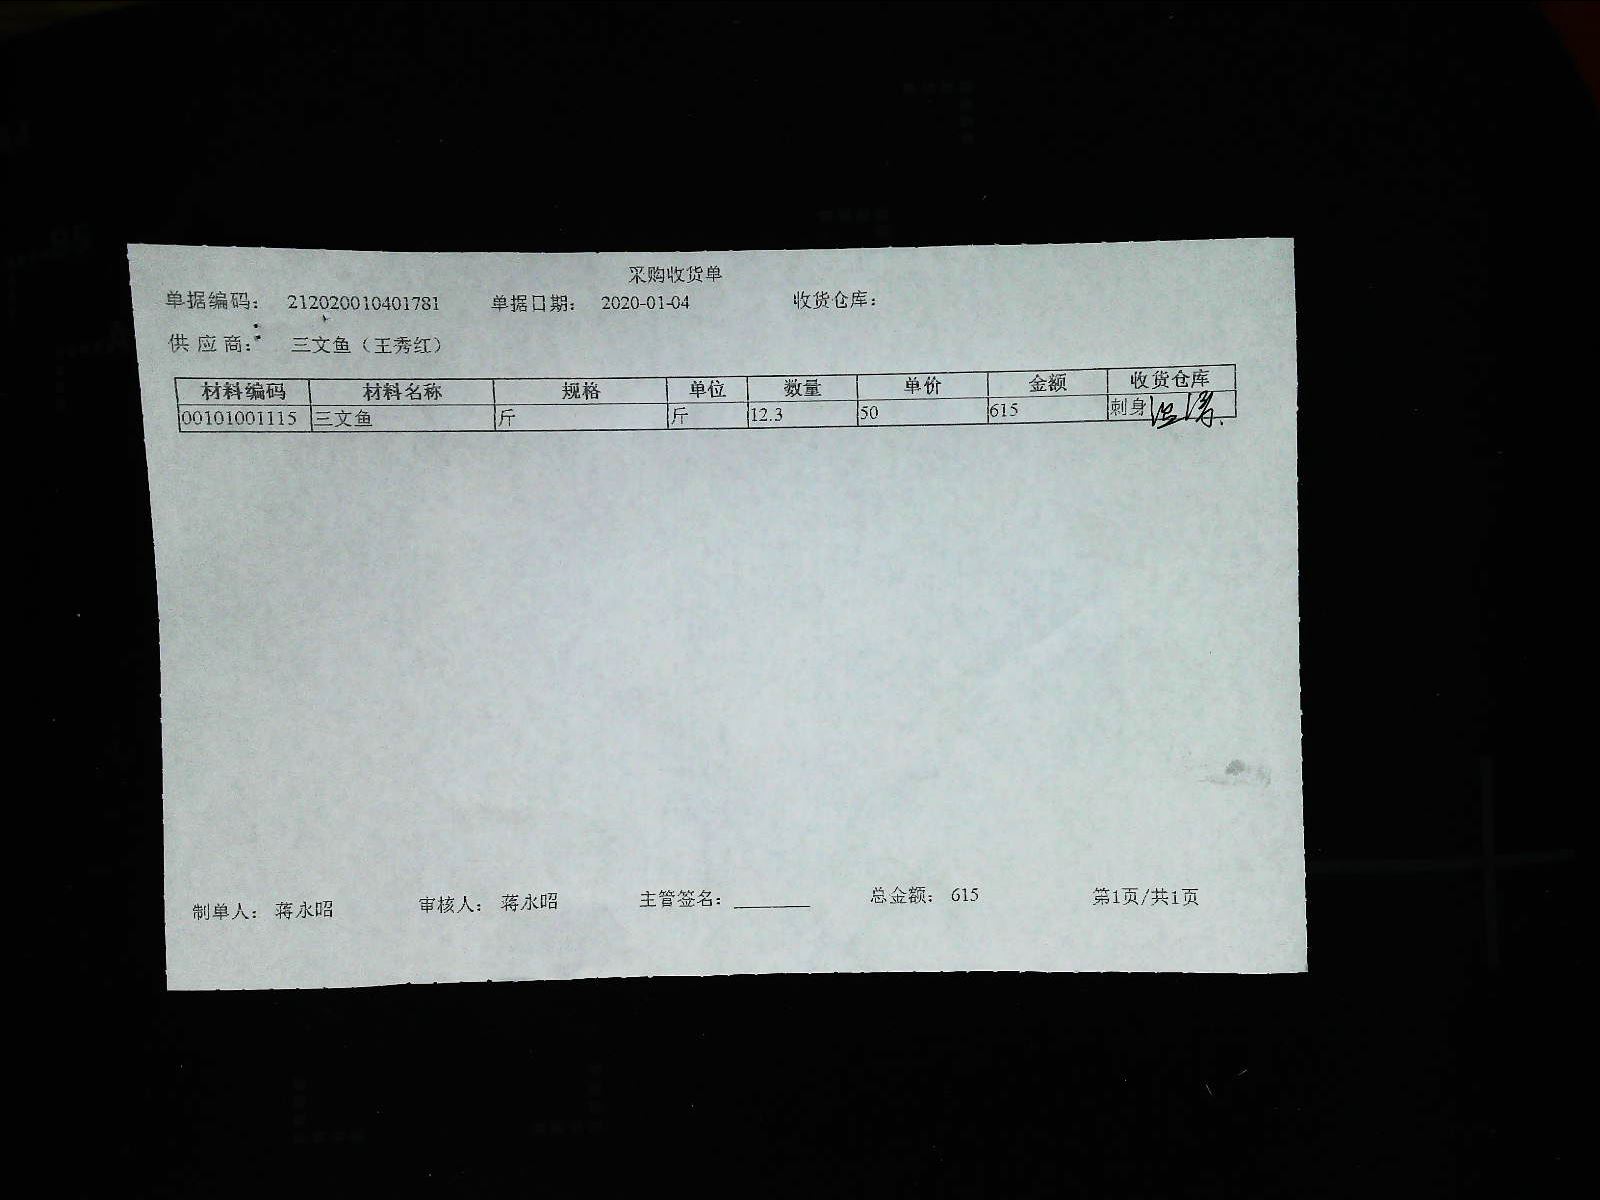 采购收货单
单据编码： 212020010401781 单据日期： 2020-01-04 收货仓库：
供应商： 三文鱼（王秀红）
材料编码 材料名称 规格 单位 数量 单价 金额 收货仓库
00101001115 三文鱼 斤 斤 12.3 50 615 刺身
制单人： 蒋永昭 审核人： 蒋永昭 主管签名：________ 总金额： 615 第1页/共1页